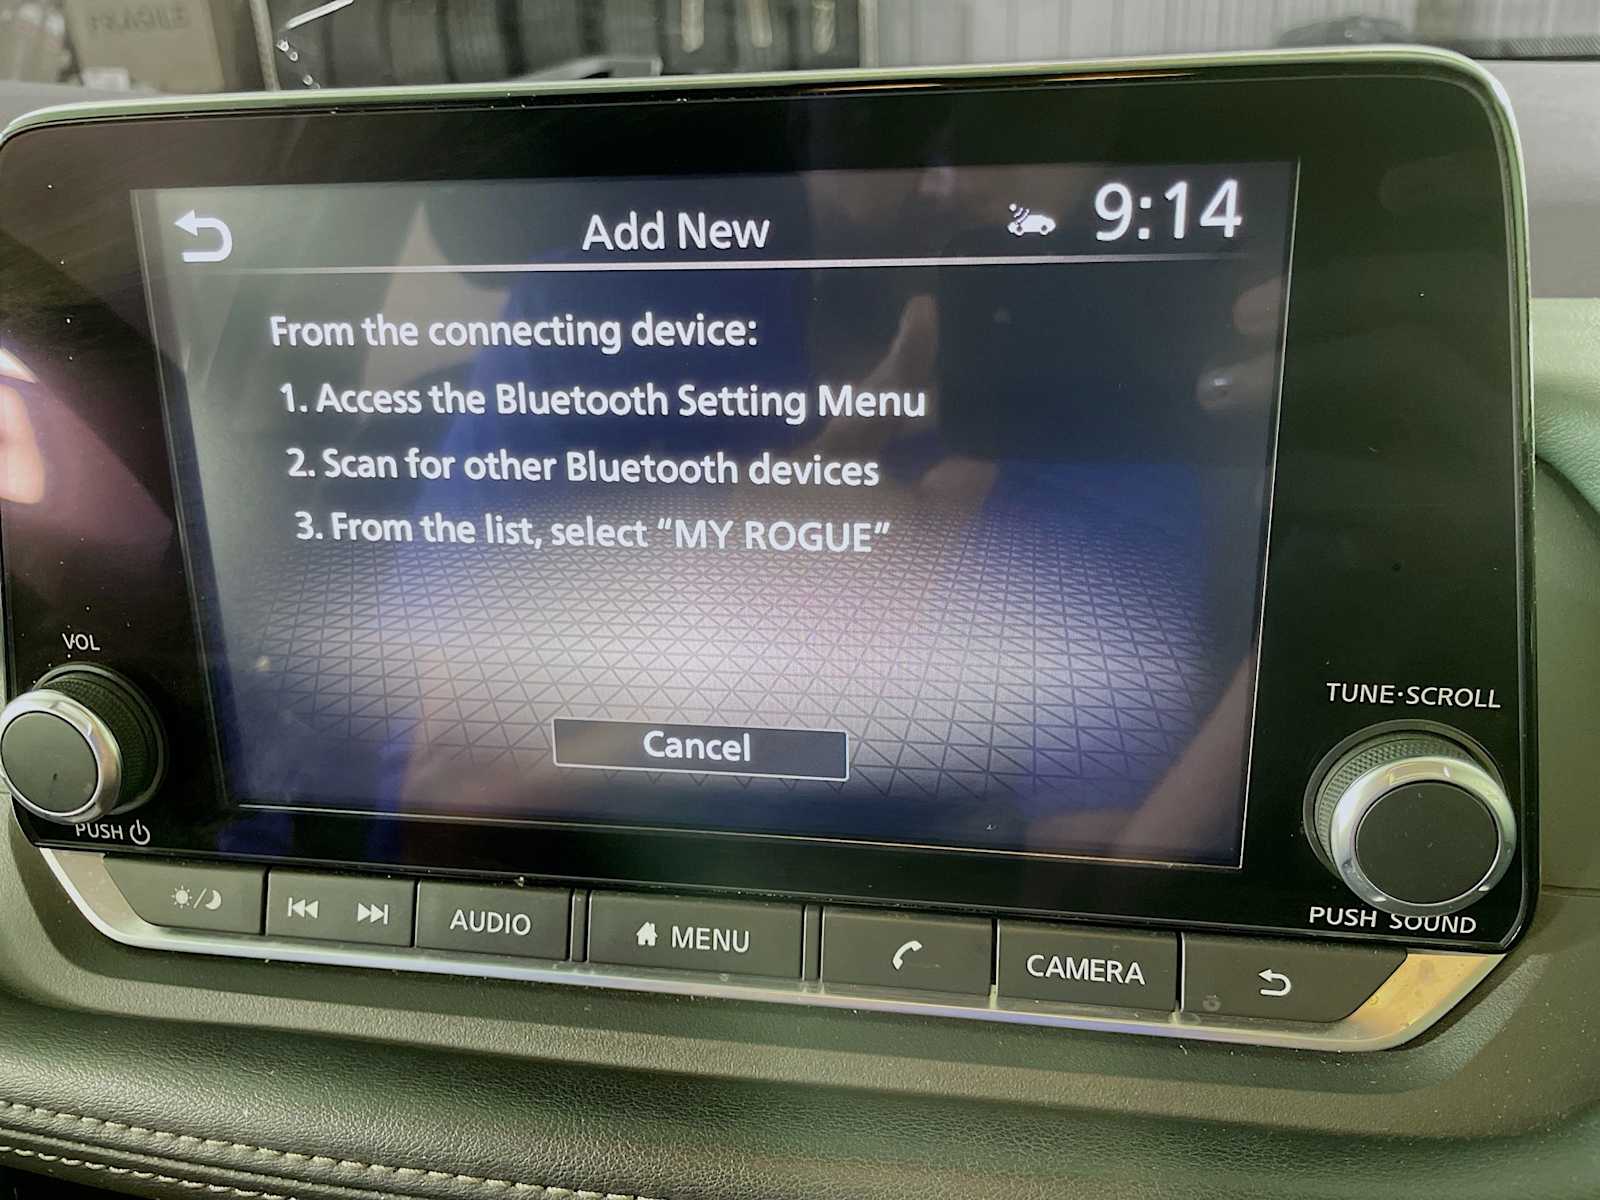 FRAGILE
Add New
9:14
From the connecting device:
1. Access the Bluetooth Setting Menu
2. Scan for other Bluetooth devices
3. From the list, select “MY ROGUE”
Cancel
VOL
PUSH
TUNE·SCROLL
PUSH SOUND
AUDIO
MENU
CAMERA